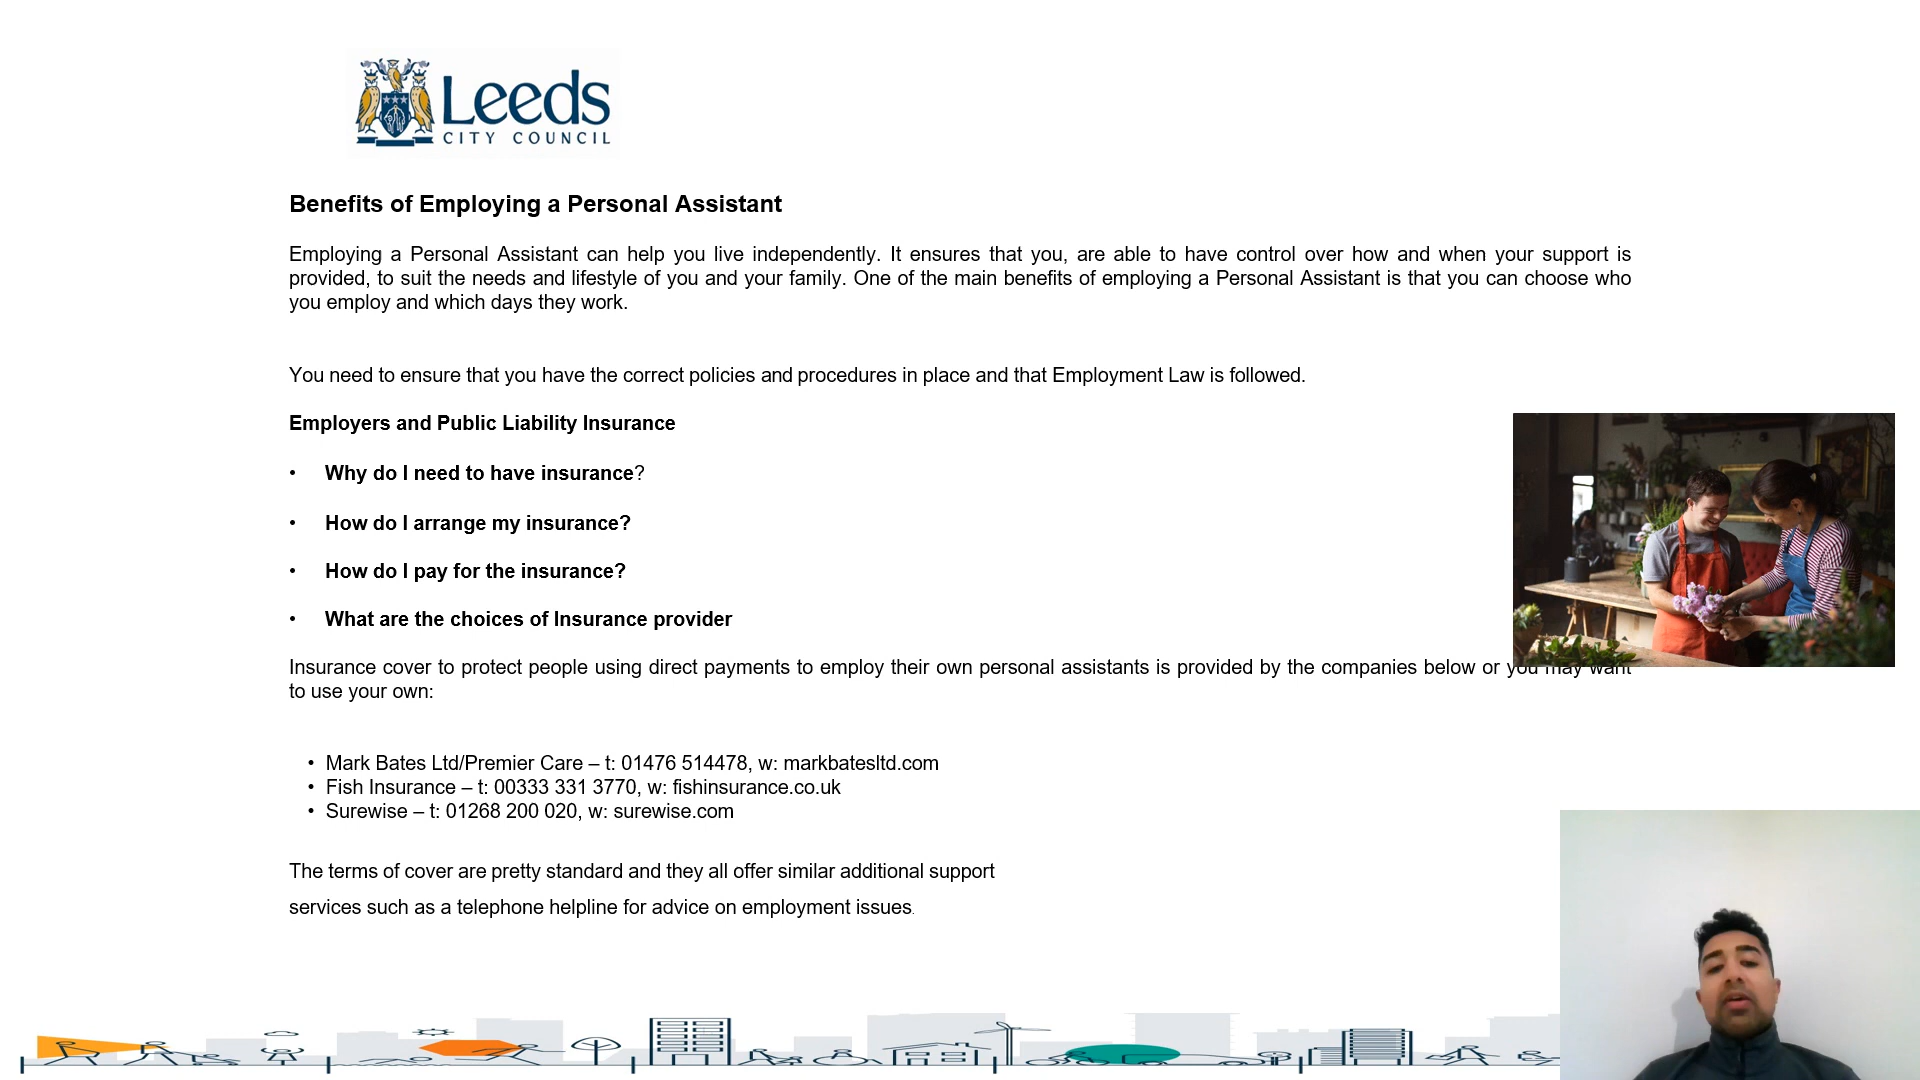 Leeds
CITY COUNCIL
Benefits of Employing a Personal Assistant
Employing a Personal Assistant can help you live independently. It ensures that you, are able to have control over how and when your support is
provided, to suit the needs and lifestyle of you and your family. One of the main benefits of employing a Personal Assistant is that you can choose who
you employ and which days they work.
You need to ensure that you have the correct policies and procedures in place and that Employment Law is followed.
Employers and Public Liability Insurance
• Why do I need to have insurance?
• How do I arrange my insurance?
• How do I pay for the insurance?
• What are the choices of Insurance provider
Insurance cover to protect people using direct payments to employ their own personal assistants is provided by the companies below or you may want
to use your own:
• Mark Bates Ltd/Premier Care – t: 01476 514478, w: markbatesltd.com
• Fish Insurance – t: 00333 331 3770, w: fishinsurance.co.uk
• Surewise – t: 01268 200 020, w: surewise.com
The terms of cover are pretty standard and they all offer similar additional support
services such as a telephone helpline for advice on employment issues.